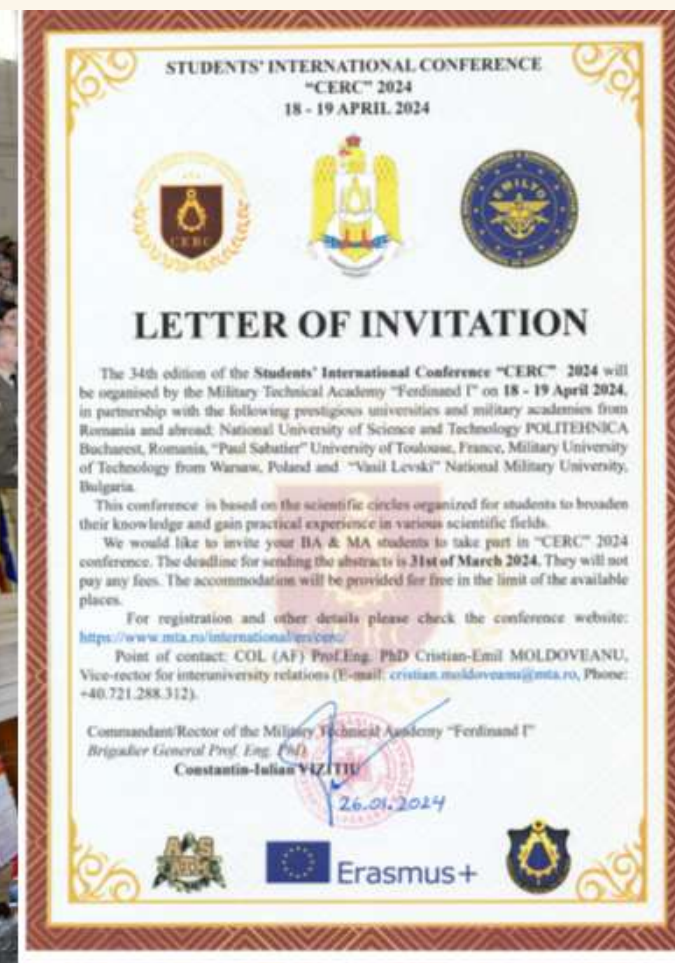 STUDENTS' INTERNATIONAL CONFERENCE
"CERC" 2024
18 - 19 APRIL 2024
CERC
EMILYO
LETTER OF INVITATION
The 34th edition of the Students' International Conference "CERC" 2024 will
be organised by the Military Technical Academy "Ferdinand I" on 18 - 19 April 2024,
in partnership with the following prestigious universities and military academies from
Romania and abroad: National University of Science and Technology POLITEHNICA
Bucharest, Romania, "Paul Sabatier" University of Toulouse, France, Military University
of Technology from Warsaw, Poland and "Vasil Levski" National Military University,
Bulgaria.
This conference is based on the scientific circles organized for students to broaden
their knowledge and gain practical experience in various scientific fields.
We would like to invite your BA & MA students to take part in "CERC" 2024
conference. The deadline for sending the abstracts is 31st of March 2024. They will not
pay any fees. The accommodation will be provided for free in the limit of the available
places.
For registration and other details please check the conference website:
https://www.mta.ro/international/en/cerc/
Point of contact: COL (AF) Prof.Eng. PhD Cristian-Emil MOLDOVEANU,
Vice-rector for interuniversity relations (E-mail: cristian.moldoveanu@mta.ro, Phone:
+40.721.288.312).
Commandant/Rector of the Military Technical Academy "Ferdinand I"
Brigadier General Prof. Eng. PhD
Constantin-Iulian VIZITIU
26.01.2024
Erasmus+